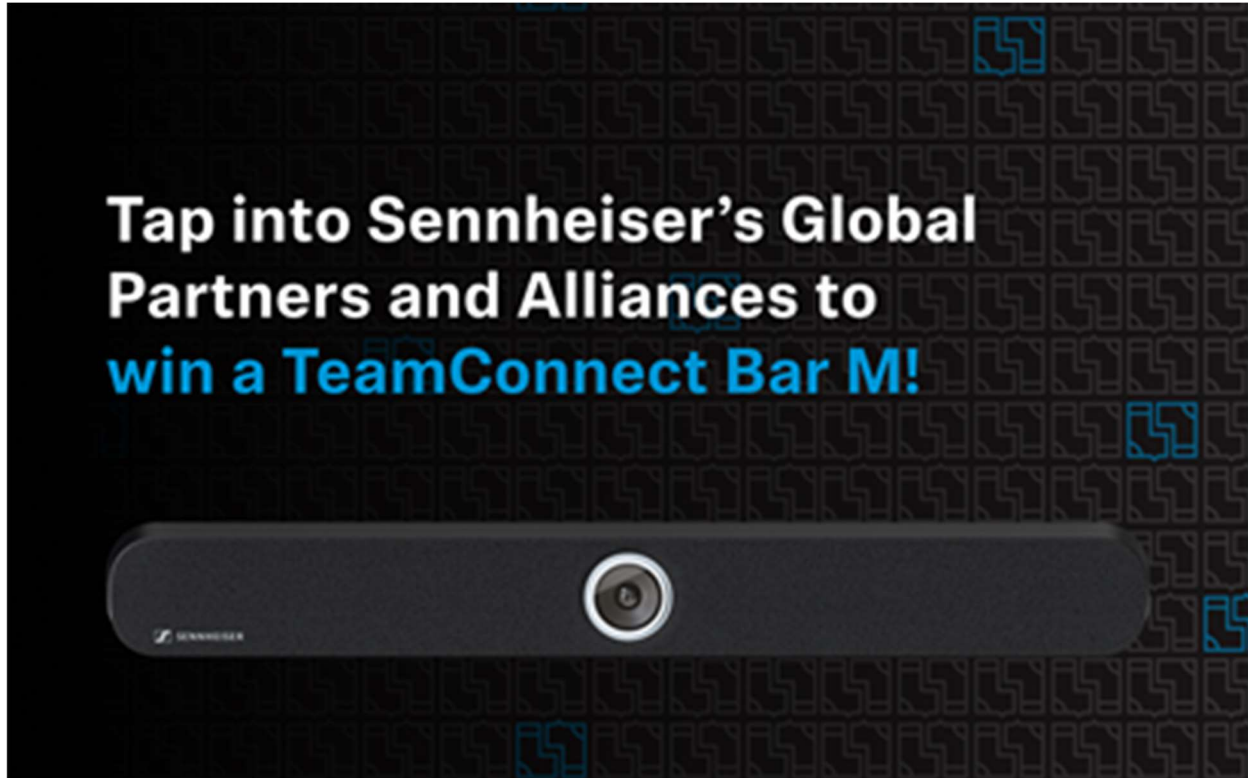 Tap into Sennheiser’s Global
Partners and Alliances to
win a TeamConnect Bar M!
SENNHEISER